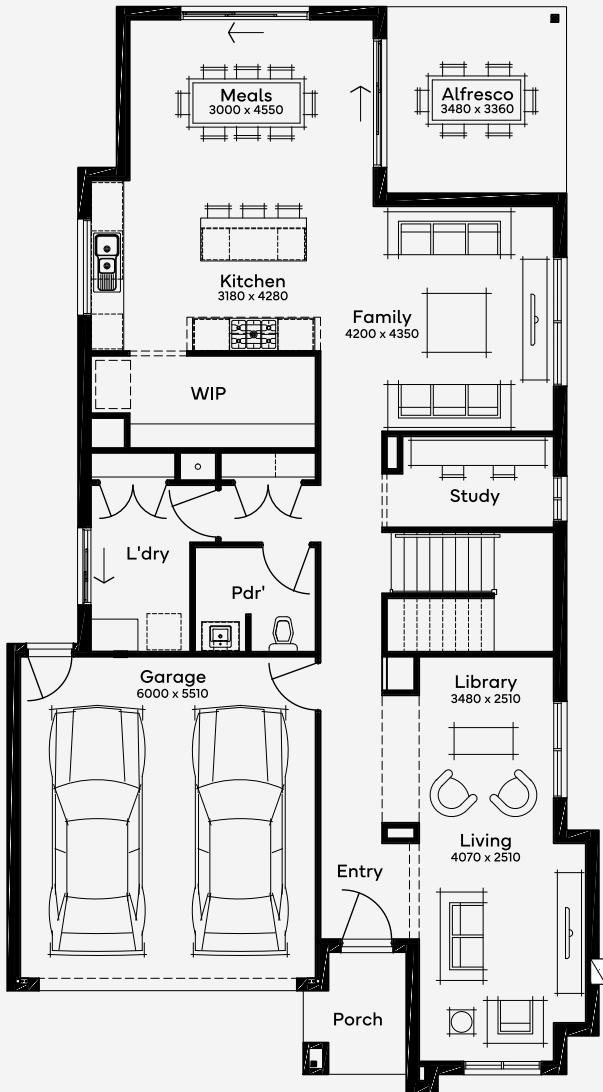 Meals
3000 x 4550
Alfresco
3480 x 3360
Kitchen
3180 x 4280
Family
4200 x 4350
WIP
Study
L'dry
Pdr'
Garage
6000 x 5510
Library
3480 x 2510
Living
4070 x 2510
Entry
Porch